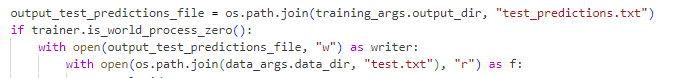 output_test_predictions_file = os.path.join(training_args.output_dir, "test_predictions.txt")
if trainer.is_world_process_zero():
    with open(output_test_predictions_file, "w") as writer:
        with open(os.path.join(data_args.data_dir, "test.txt"), "r") as f: